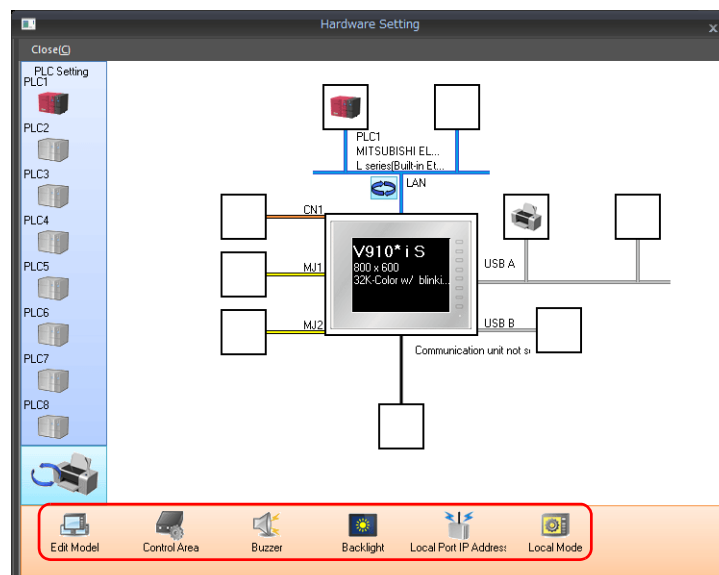 Hardware Setting
x
Close(C)
PLC Setting
PLC1
PLC2
PLC3
PLC4
PLC5
PLC6
PLC7
PLC8
PLC1
MITSUBISHI EL...
L series(Built-in Et...
LAN
CN1
MJ1
MJ2
V910* i S
800 x 600
32K-Color w/ blinki...
USB A
USB B
Communication unit not s
Edit Model
Control Area
Buzzer
Backlight
Local Port IP Address
Local Mode